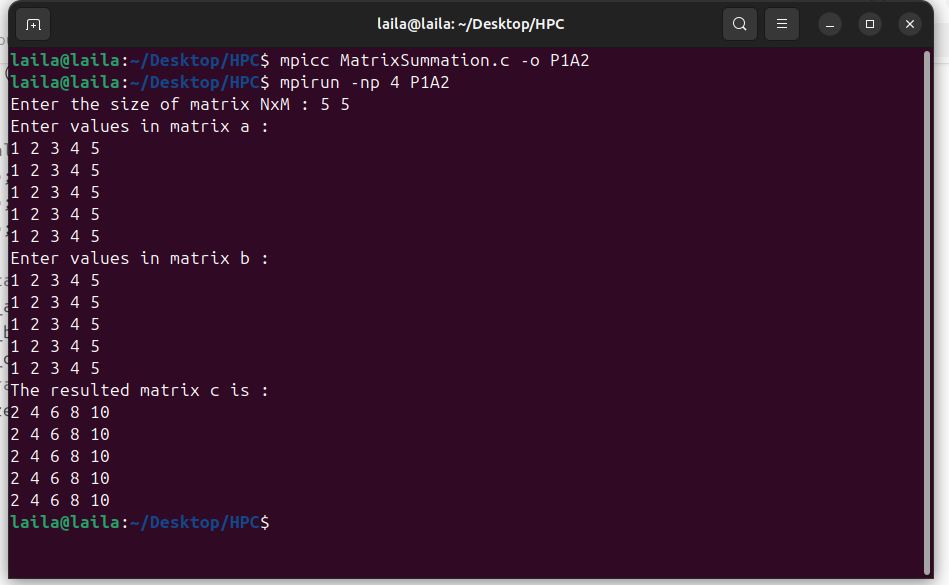 laila@laila: ~/Desktop/HPC
laila@laila:~/Desktop/HPC$ mpicc MatrixSummation.c -o P1A2
laila@laila:~/Desktop/HPC$ mpirun -np 4 P1A2
Enter the size of matrix NxM : 5 5
Enter values in matrix a :
1 2 3 4 5
1 2 3 4 5
1 2 3 4 5
1 2 3 4 5
1 2 3 4 5
Enter values in matrix b :
1 2 3 4 5
1 2 3 4 5
1 2 3 4 5
1 2 3 4 5
1 2 3 4 5
The resulted matrix c is :
2 4 6 8 10
2 4 6 8 10
2 4 6 8 10
2 4 6 8 10
2 4 6 8 10
laila@laila:~/Desktop/HPC$